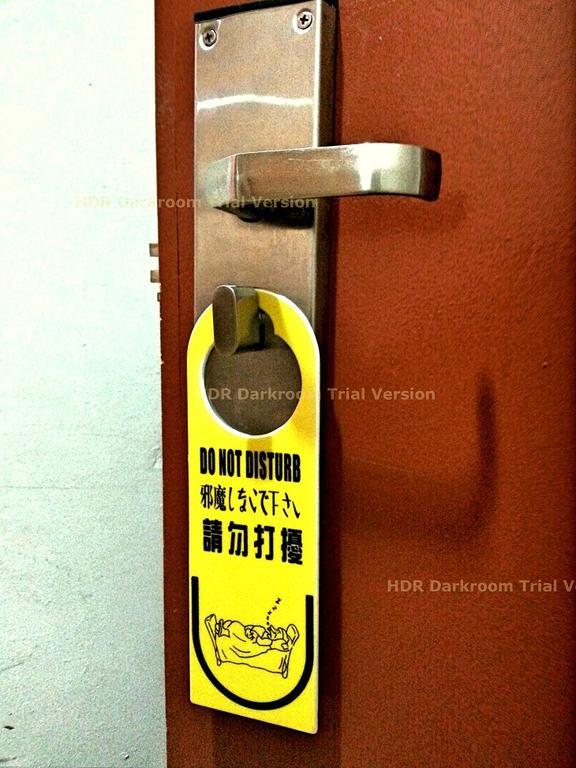 HDR Darkroom Trial Version
DR Darkroom Trial Version
DO NOT DISTURB
邪魔しないで下さい
請勿打擾
HDR Darkroom Trial V
zzzz